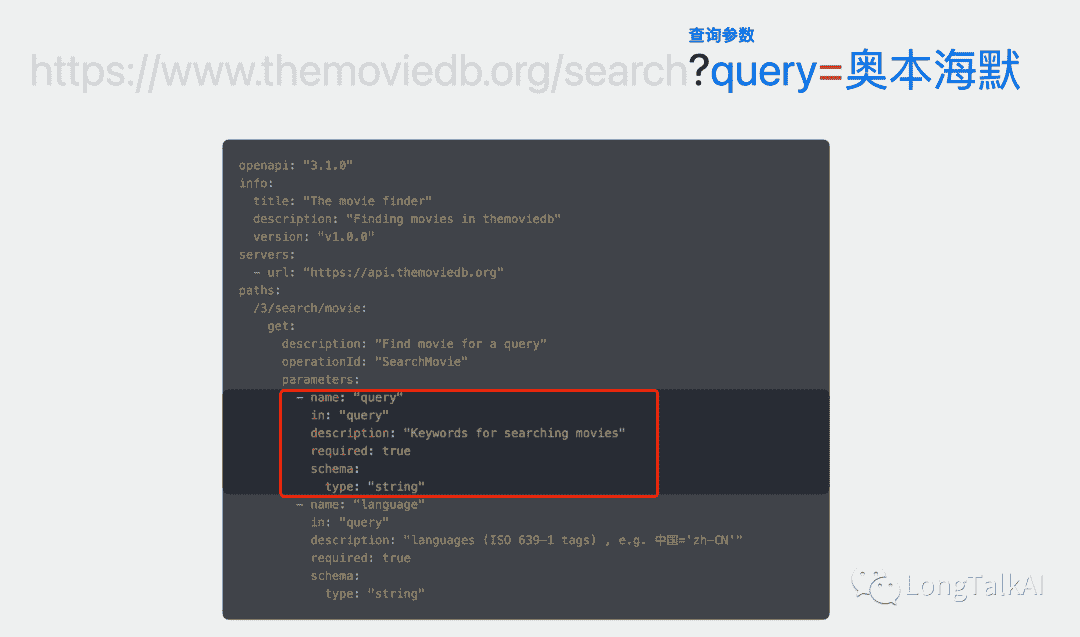 查询参数
https://www.themoviedb.org/search?query=奥本海默
openapi: "3.1.0"
info:
  title: "The movie finder"
  description: "Finding movies in themoviedb"
  version: "v1.0.0"
servers:
  - url: "https://api.themoviedb.org"
paths:
  /3/search/movie:
    get:
      description: "Find movie for a query"
      operationId: "SearchMovie"
      parameters:
        - name: "query"
          in: "query"
          description: "Keywords for searching movies"
          required: true
          schema:
            type: "string"
        - name: "language"
          in: "query"
          description: "languages (ISO 639-1 tags) , e.g. 中国='zh-CN'"
          required: true
          schema:
            type: "string"
LongTalkAI